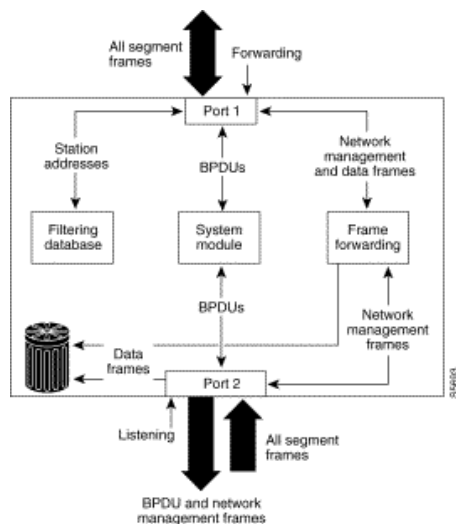 All segment
frames
Forwarding
Port 1
Station
addresses
BPDUs
Network
management
and data frames
Filtering
database
System
module
Frame
forwarding
BPDUs
Network
management
frames
Data
frames
Port 2
Listening
All segment
frames
BPDU and network
management frames
S5693